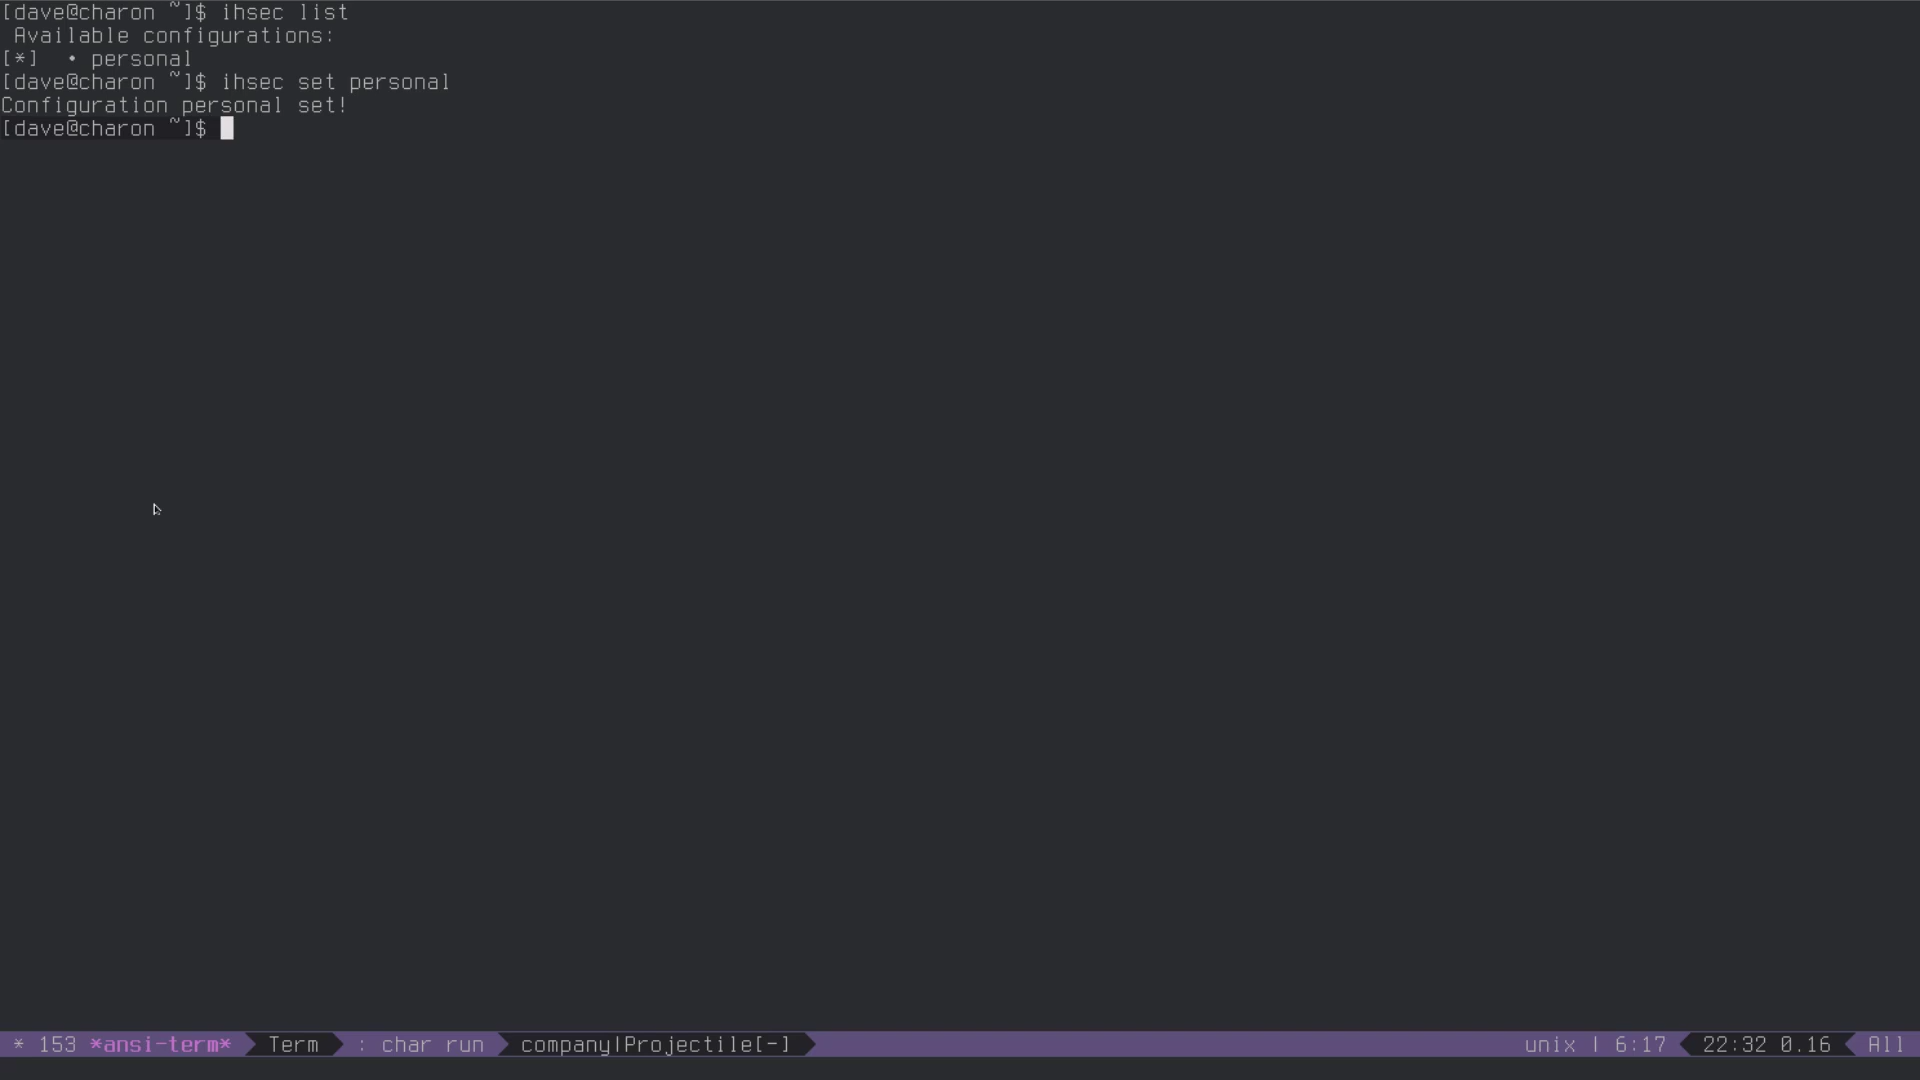 [dave@charon ~]$ ihsec list
 Available configurations:
[*]  • personal
[dave@charon ~]$ ihsec set personal
Configuration personal set!
[dave@charon ~]$
* 153 *ansi-term* Term : char run company|Projectile[-] unix | 6:17 22:32 0.16 All